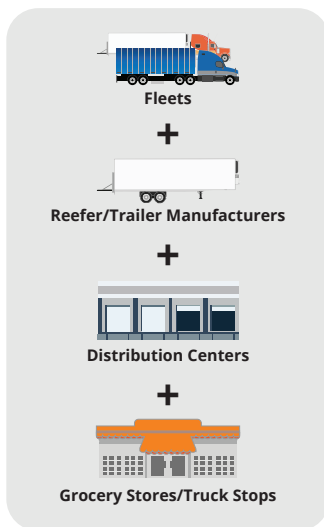 Fleets
+
Reefer/Trailer Manufacturers
+
Distribution Centers
+
Grocery Stores/Truck Stops